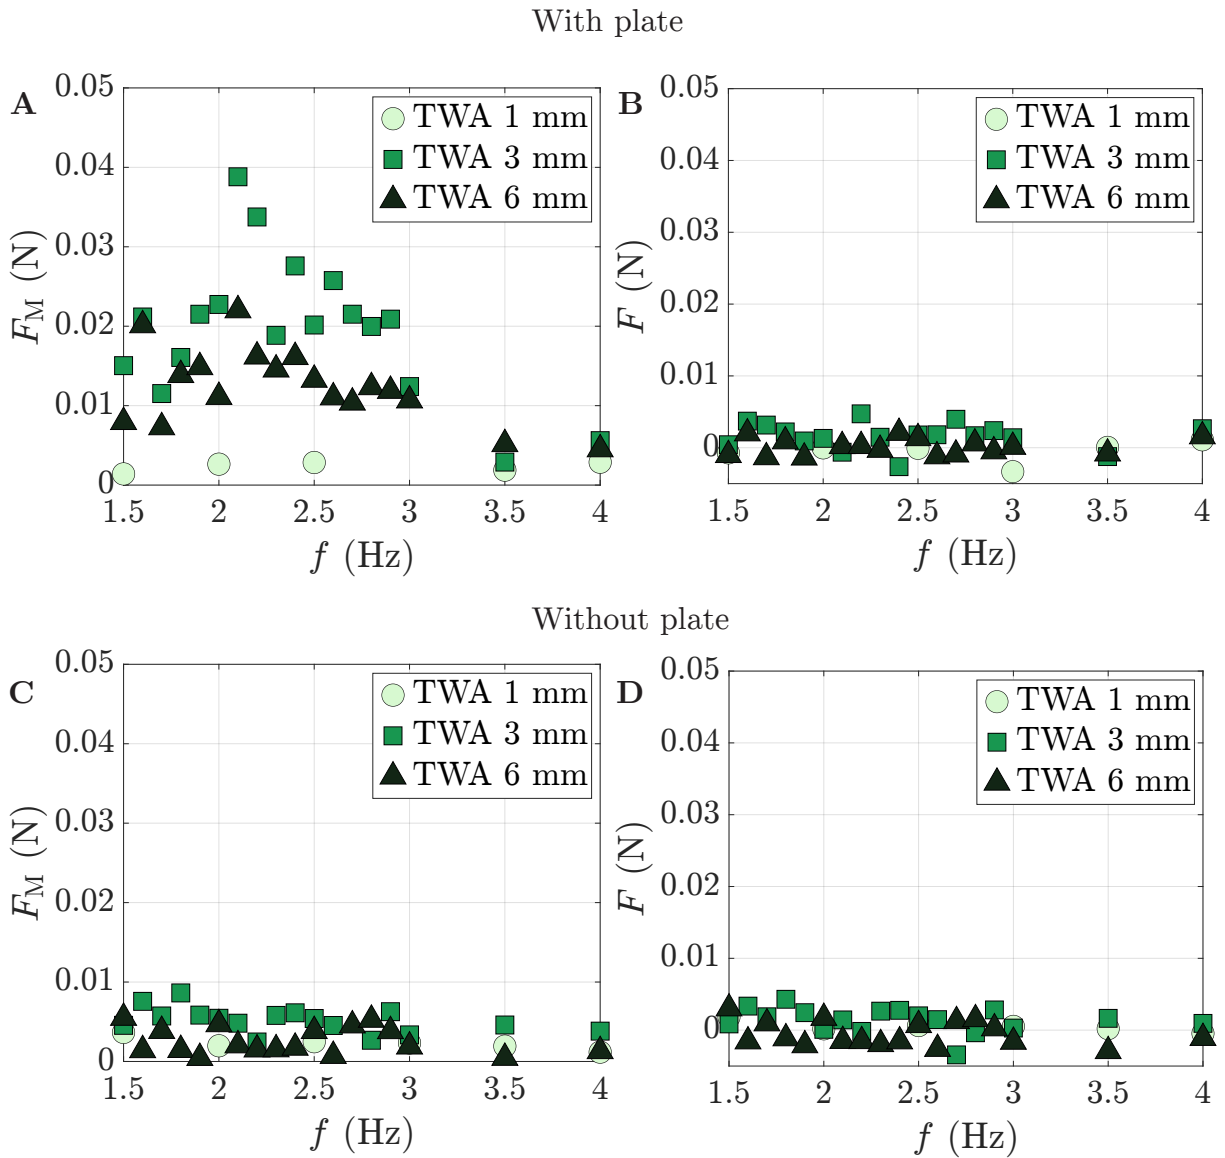 With plate
A
0.05
0.04
0.03
0.02
0.01
0
F_M (N)
TWA 1 mm
TWA 3 mm
TWA 6 mm
1.5 2 2.5 3 3.5 4
f (Hz)
B
0.05
0.04
0.03
0.02
0.01
0
F (N)
TWA 1 mm
TWA 3 mm
TWA 6 mm
1.5 2 2.5 3 3.5 4
f (Hz)
Without plate
C
0.05
0.04
0.03
0.02
0.01
0
F_M (N)
TWA 1 mm
TWA 3 mm
TWA 6 mm
1.5 2 2.5 3 3.5 4
f (Hz)
D
0.05
0.04
0.03
0.02
0.01
0
F (N)
TWA 1 mm
TWA 3 mm
TWA 6 mm
1.5 2 2.5 3 3.5 4
f (Hz)